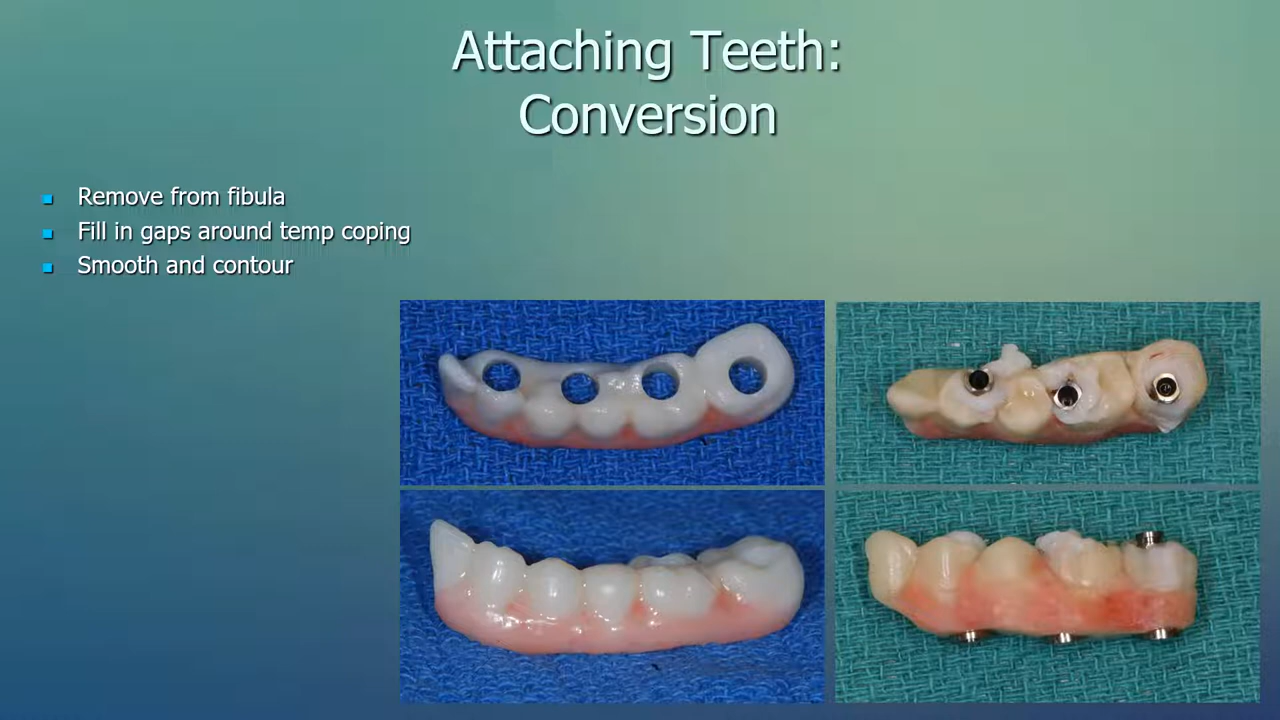 Attaching Teeth:
Conversion
Remove from fibula
Fill in gaps around temp coping
Smooth and contour